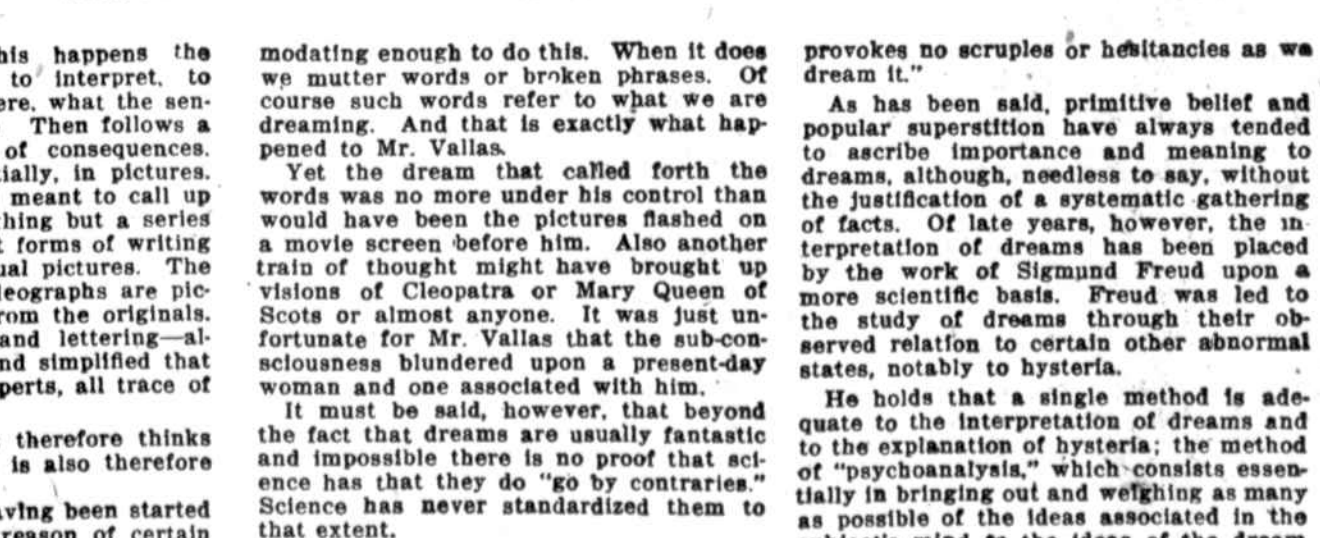 his happens the
to interpret, to
ere, what the sen-
Then follows a
of consequences.
ially, in pictures.
meant to call up
hing but a series
t forms of writing
ual pictures. The
leographs are pic-
rom the originals.
and lettering—al-
nd simplified that
perts, all trace of
therefore thinks
is also therefore
aving been started
reason of certain
modating enough to do this. When it does
we mutter words or broken phrases. Of
course such words refer to what we are
dreaming. And that is exactly what hap-
pened to Mr. Vallas.
Yet the dream that called forth the
words was no more under his control than
would have been the pictures flashed on
a movie screen before him. Also another
train of thought might have brought up
visions of Cleopatra or Mary Queen of
Scots or almost anyone. It was just un-
fortunate for Mr. Vallas that the sub-con-
sciousness blundered upon a present-day
woman and one associated with him.
It must be said, however, that beyond
the fact that dreams are usually fantastic
and impossible there is no proof that sci-
ence has that they do "go by contraries."
Science has never standardized them to
that extent.
provokes no scruples or hesitancies as we
dream it."
As has been said, primitive belief and
popular superstition have always tended
to ascribe importance and meaning to
dreams, although, needless to say, without
the justification of a systematic gathering
of facts. Of late years, however, the in-
terpretation of dreams has been placed
by the work of Sigmund Freud upon a
more scientific basis. Freud was led to
the study of dreams through their ob-
served relation to certain other abnormal
states, notably to hysteria.
He holds that a single method is ade-
quate to the interpretation of dreams and
to the explanation of hysteria; the method
of "psychoanalysis," which consists essen-
tially in bringing out and weighing as many
as possible of the ideas associated in the
mind to the ideas of the dream